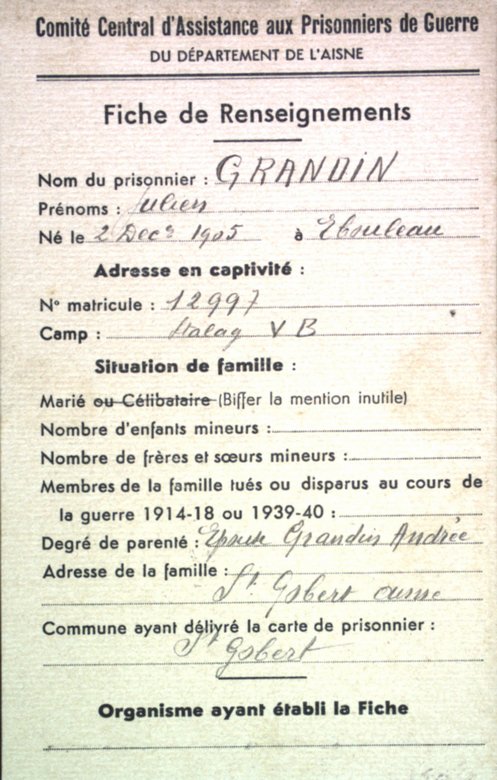 Comité Central d'Assistance aux Prisonniers de Guerre
DU DÉPARTEMENT DE L'AISNE
Fiche de Renseignements
Nom du prisonnier : GRANDIN
Prénoms : Julien
Né le 2 Dec 1905 à Ebouleau
Adresse en captivité :
N° matricule : 12997
Camp : Stalag V B
Situation de famille :
Marié ou Célibataire (Biffer la mention inutile)
Nombre d'enfants mineurs :
Nombre de frères et sœurs mineurs :
Membres de la famille tués ou disparus au cours de
la guerre 1914-18 ou 1939-40 :
Degré de parenté : Epouse Grandin Andrée
Adresse de la famille :
St Gobert aisne
Commune ayant délivré la carte de prisonnier :
St Gobert
Organisme ayant établi la Fiche